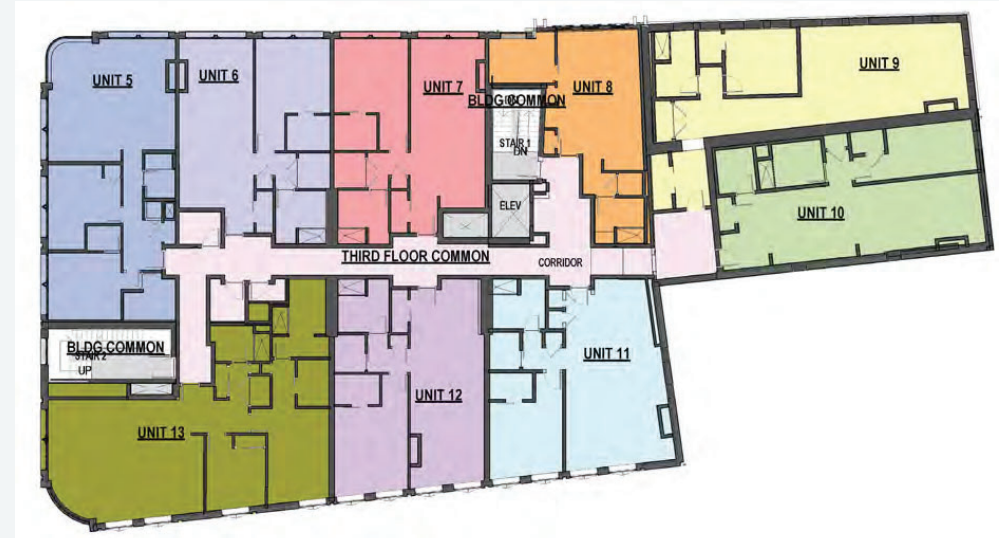 UNIT 5
UNIT 6
UNIT 7
BLDG COMMON
UNIT 8
UNIT 9
STAIR 1
DN
ELEV
UNIT 10
THIRD FLOOR COMMON
CORRIDOR
BLDG COMMON
STAIR 2
UP
UNIT 11
UNIT 12
UNIT 13